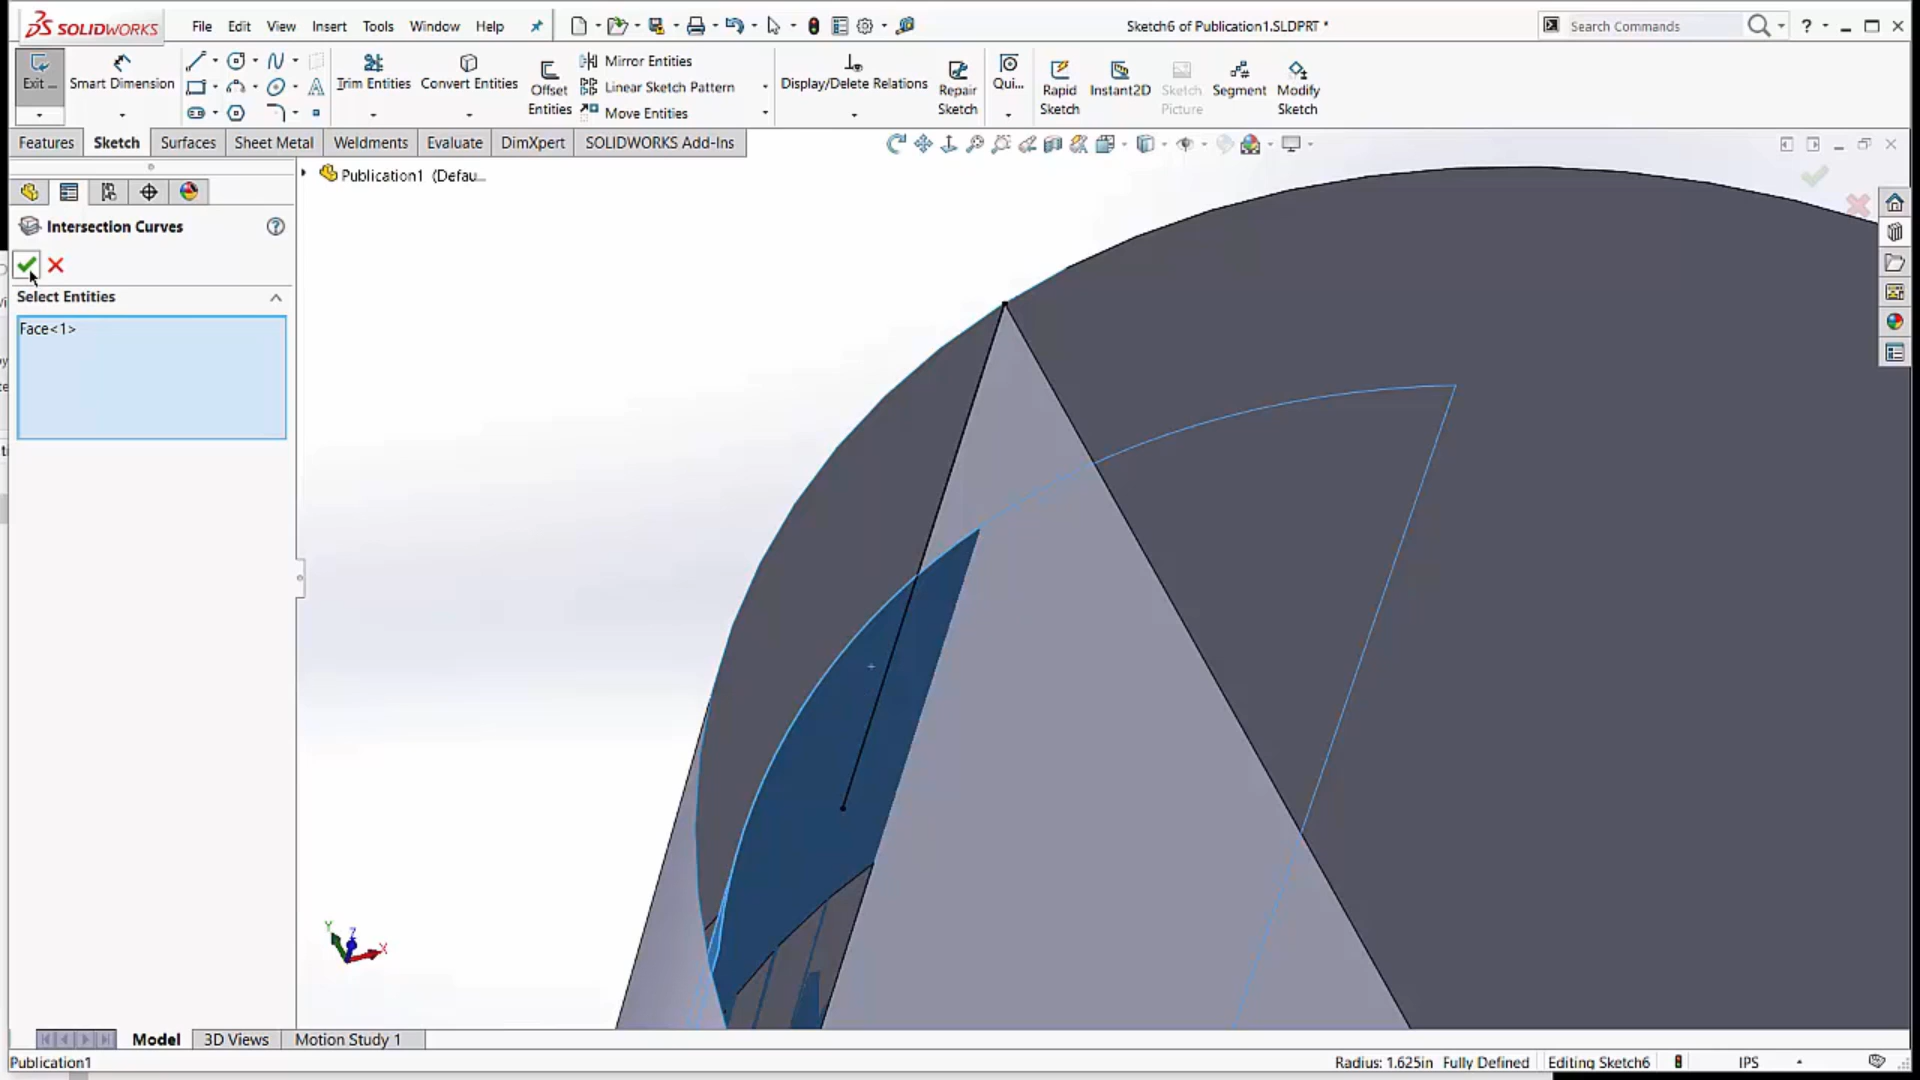 SOLIDWORKS File Edit View Insert Tools Window Help Sketch6 of Publication1.SLDPRT * Search Commands ?
Exit ... Smart Dimension Trim Entities Convert Entities Offset Entities Mirror Entities Linear Sketch Pattern Move Entities Display/Delete Relations Repair Sketch Qui... Rapid Sketch Instant2D Sketch Picture Segment Modify Sketch
Features Sketch Surfaces Sheet Metal Weldments Evaluate DimXpert SOLIDWORKS Add-Ins
Publication1 (Defau...
Intersection Curves ?
Select Entities
Face<1>
Y Z X
Model 3D Views Motion Study 1
Publication1 Radius: 1.625in Fully Defined Editing Sketch6 IPS